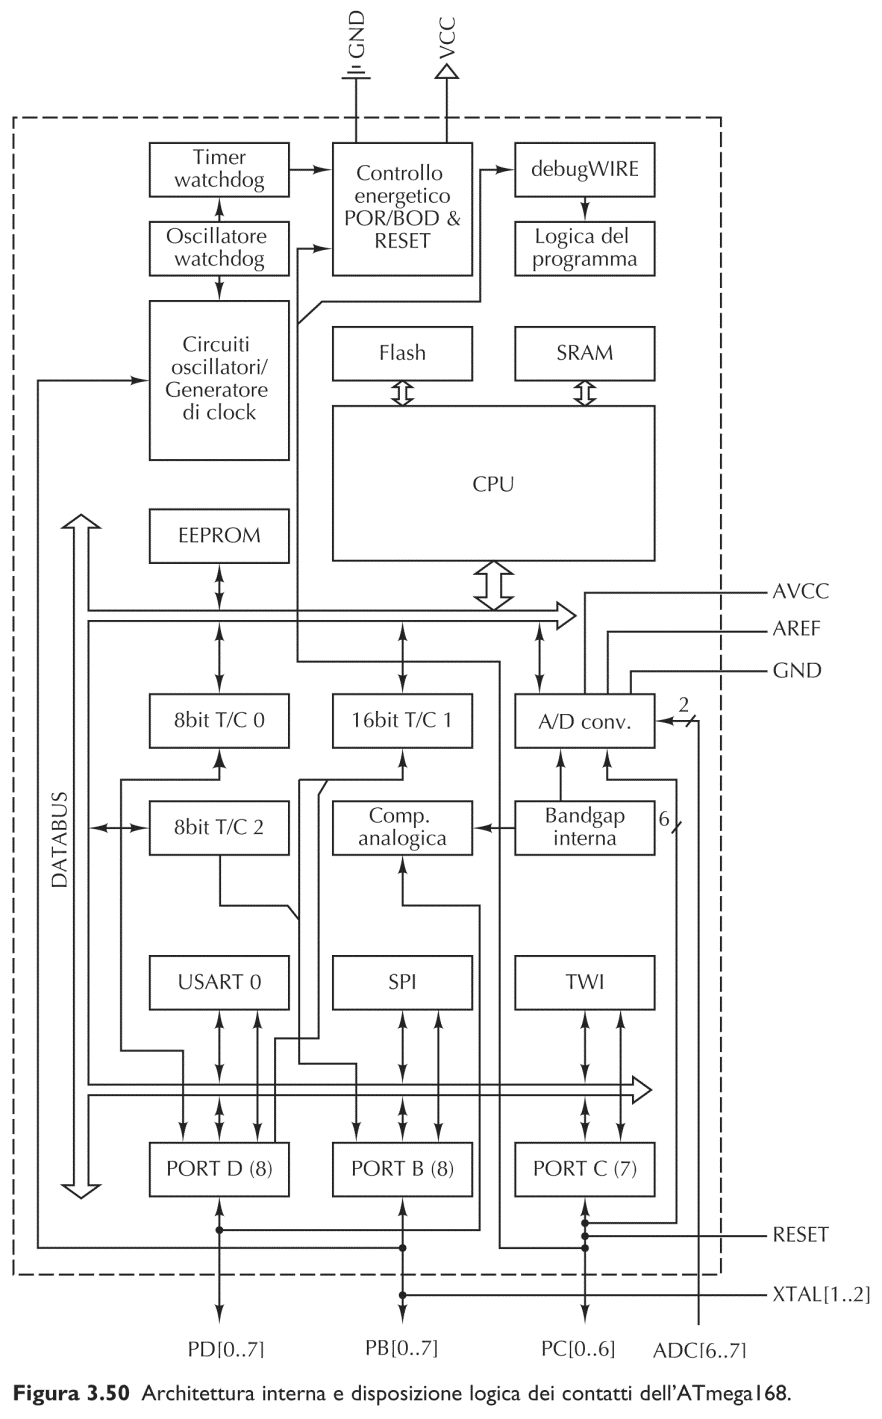 GND
VCC
Timer
watchdog
Controllo
energetico
POR/BOD &
RESET
debugWIRE
Oscillatore
watchdog
Logica del
programma
Circuiti
oscillatori/
Generatore
di clock
Flash
SRAM
CPU
EEPROM
AVCC
AREF
GND
8bit T/C 0
16bit T/C 1
A/D conv.
2
DATABUS
8bit T/C 2
Comp.
analogica
Bandgap
interna
6
USART 0
SPI
TWI
PORT D (8)
PORT B (8)
PORT C (7)
RESET
XTAL[1..2]
PD[0..7]
PB[0..7]
PC[0..6]
ADC[6..7]
Figura 3.50 Architettura interna e disposizione logica dei contatti dell'ATmega168.